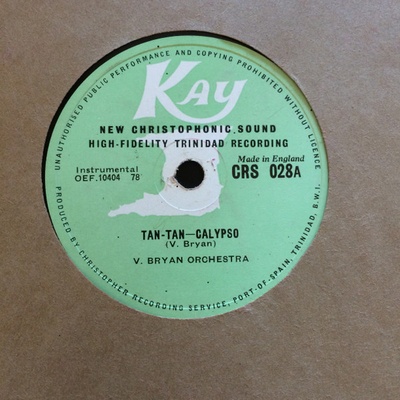 UNAUTHORISED PUBLIC PERFORMANCE AND COPYING PROHIBITED WITHOUT LICENCE
KAY
NEW CHRISTOPHONIC SOUND
HIGH-FIDELITY TRINIDAD RECORDING
Made in England
Instrumental
CRS 028A
OEF.10404 78
TAN-TAN—CALYPSO
(V. Bryan)
V. BRYAN ORCHESTRA
PRODUCED BY CHRISTOPHER RECORDING SERVICE, PORT-OF-SPAIN, TRINIDAD, B.W.I.